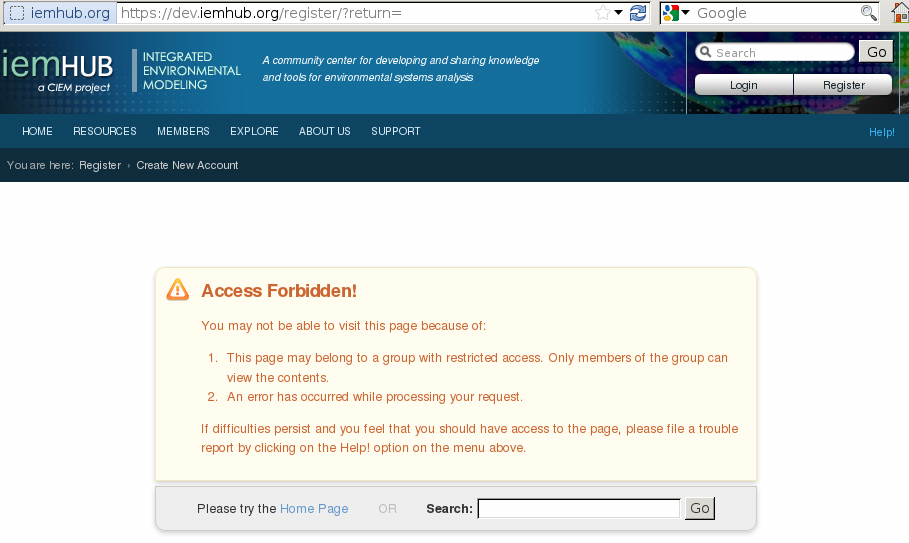 iemhub.org https://dev.iemhub.org/register/?return= Google
iemHUB
a CIEM project
INTEGRATED
ENVIRONMENTAL
MODELING
A community center for developing and sharing knowledge
and tools for environmental systems analysis
Search Go
Login Register
HOME RESOURCES MEMBERS EXPLORE ABOUT US SUPPORT Help!
You are here: Register › Create New Account
Access Forbidden!
You may not be able to visit this page because of:
1. This page may belong to a group with restricted access. Only members of the group can
view the contents.
2. An error has occurred while processing your request.
If difficulties persist and you feel that you should have access to the page, please file a trouble
report by clicking on the Help! option on the menu above.
Please try the Home Page OR Search: Go